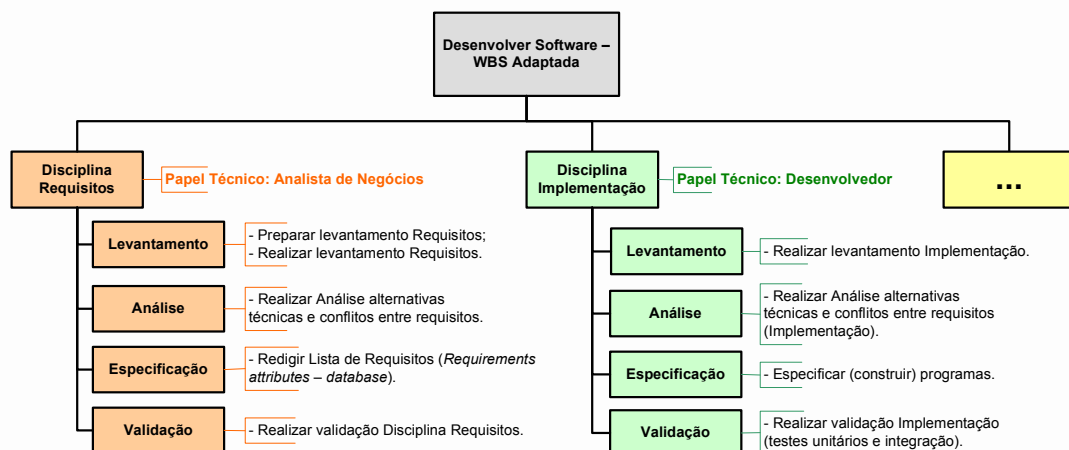 Desenvolver Software –
WBS Adaptada
Disciplina
Requisitos
Papel Técnico: Analista de Negócios
Levantamento
- Preparar levantamento Requisitos;
- Realizar levantamento Requisitos.
Análise
- Realizar Análise alternativas
técnicas e conflitos entre requisitos.
Especificação
- Redigir Lista de Requisitos (Requirements
attributes – database).
Validação
- Realizar validação Disciplina Requisitos.
Disciplina
Implementação
Papel Técnico: Desenvolvedor
Levantamento
- Realizar levantamento Implementação.
Análise
- Realizar Análise alternativas
técnicas e conflitos entre requisitos
(Implementação).
Especificação
- Especificar (construir) programas.
Validação
- Realizar validação Implementação
(testes unitários e integração).
...